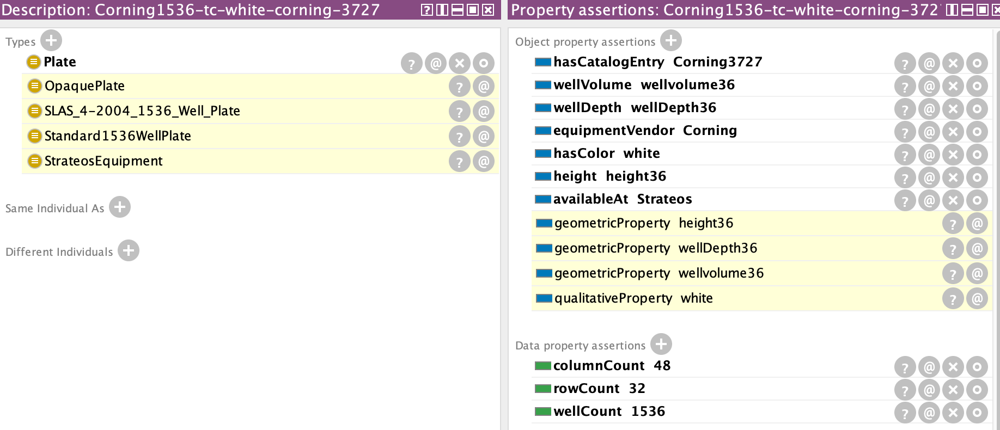 Description: Corning1536-tc-white-corning-3727
Types
Plate
OpaquePlate
SLAS_4-2004_1536_Well_Plate
Standard1536WellPlate
StrateosEquipment
Same Individual As
Different Individuals
Property assertions: Corning1536-tc-white-corning-372
Object property assertions
hasCatalogEntry Corning3727
wellVolume wellvolume36
wellDepth wellDepth36
equipmentVendor Corning
hasColor white
height height36
availableAt Strateos
geometricProperty height36
geometricProperty wellDepth36
geometricProperty wellvolume36
qualitativeProperty white
Data property assertions
columnCount 48
rowCount 32
wellCount 1536